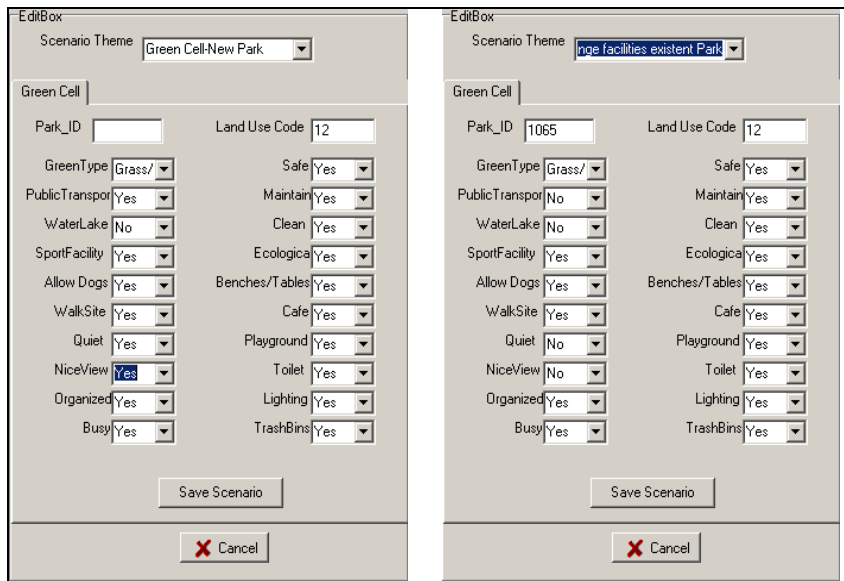 EditBox
Scenario Theme Green Cell-New Park
Green Cell
Park_ID Land Use Code 12
GreenType Grass/ Safe Yes
PublicTranspor Yes Maintain Yes
WaterLake No Clean Yes
SportFacility Yes Ecologica Yes
Allow Dogs Yes Benches/Tables Yes
WalkSite Yes Cafe Yes
Quiet Yes Playground Yes
NiceView Yes Toilet Yes
Organized Yes Lighting Yes
Busy Yes TrashBins Yes
Save Scenario
Cancel
EditBox
Scenario Theme nge facilities existent Park
Green Cell
Park_ID 1065 Land Use Code 12
GreenType Grass/ Safe Yes
PublicTranspor No Maintain Yes
WaterLake No Clean Yes
SportFacility Yes Ecologica Yes
Allow Dogs Yes Benches/Tables Yes
WalkSite Yes Cafe Yes
Quiet No Playground Yes
NiceView No Toilet Yes
Organized Yes Lighting Yes
Busy Yes TrashBins Yes
Save Scenario
Cancel